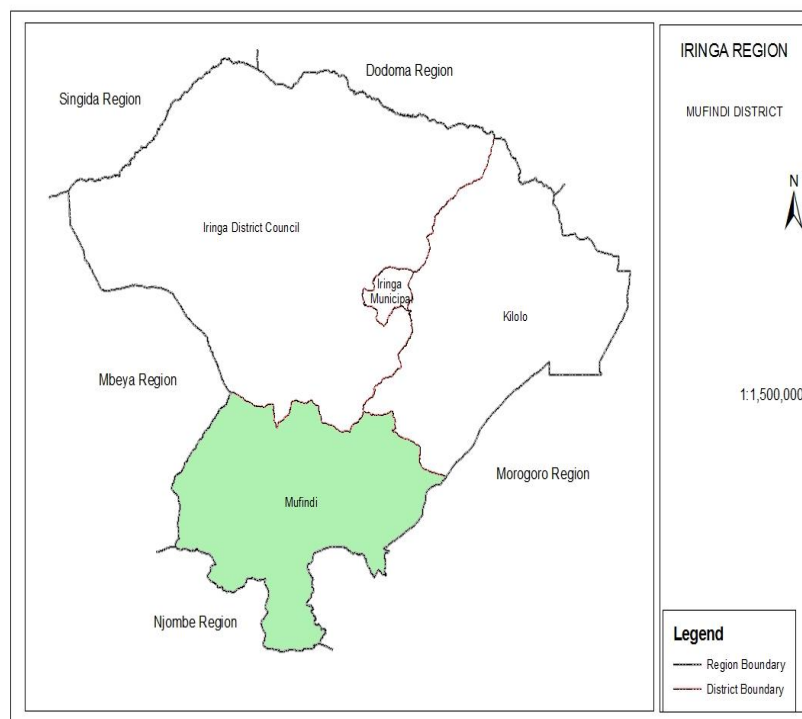 Dodoma Region
Singida Region
Iringa District Council
Iringa
Municipal
Kilolo
Mbeya Region
Morogoro Region
Mufindi
Njombe Region
IRINGA REGION
MUFINDI DISTRICT
N
1:1,500,000
Legend
Region Boundary
District Boundary